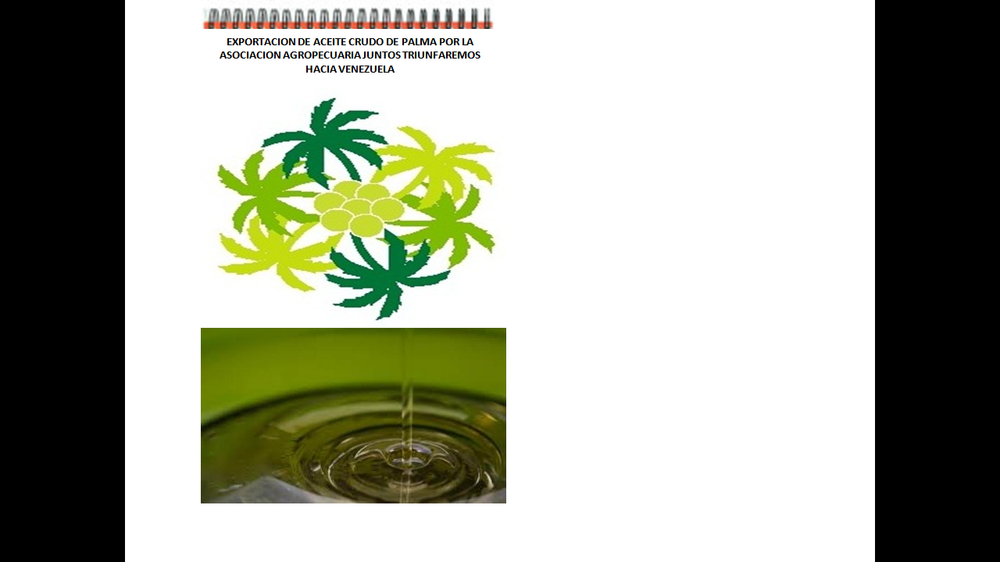 EXPORTACION DE ACEITE CRUDO DE PALMA POR LA
ASOCIACION AGROPECUARIA JUNTOS TRIUNFAREMOS
HACIA VENEZUELA